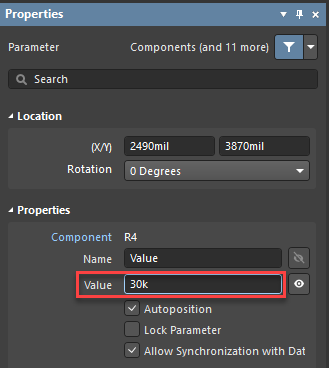 Properties
Parameter Components (and 11 more)
Search
Location
(X/Y) 2490mil 3870mil
Rotation 0 Degrees
Properties
Component R4
Name Value
Value 30k
Autoposition
Lock Parameter
Allow Synchronization with Dat